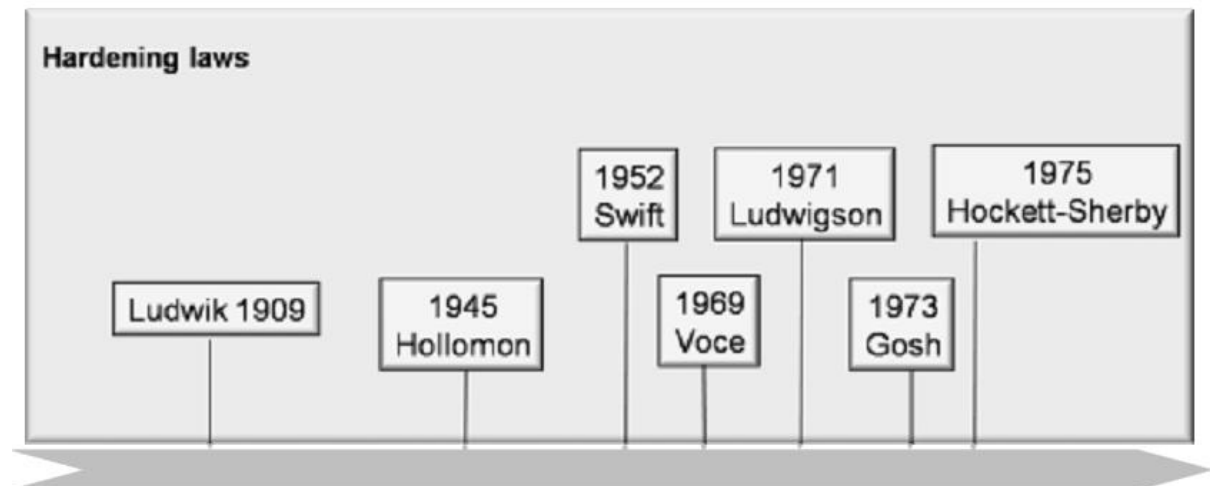 Hardening laws
Ludwik 1909
1945
Hollomon
1952
Swift
1969
Voce
1971
Ludwigson
1973
Gosh
1975
Hockett-Sherby